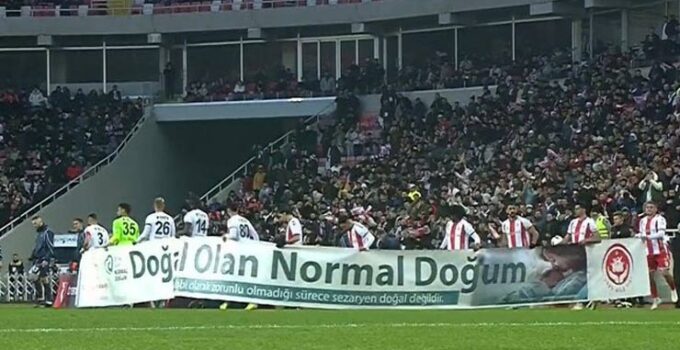 3 35 26 14 80
Doğal Olan Normal Doğum
olarak zorunlu olmadığı sürece sezaryen doğal değildir.